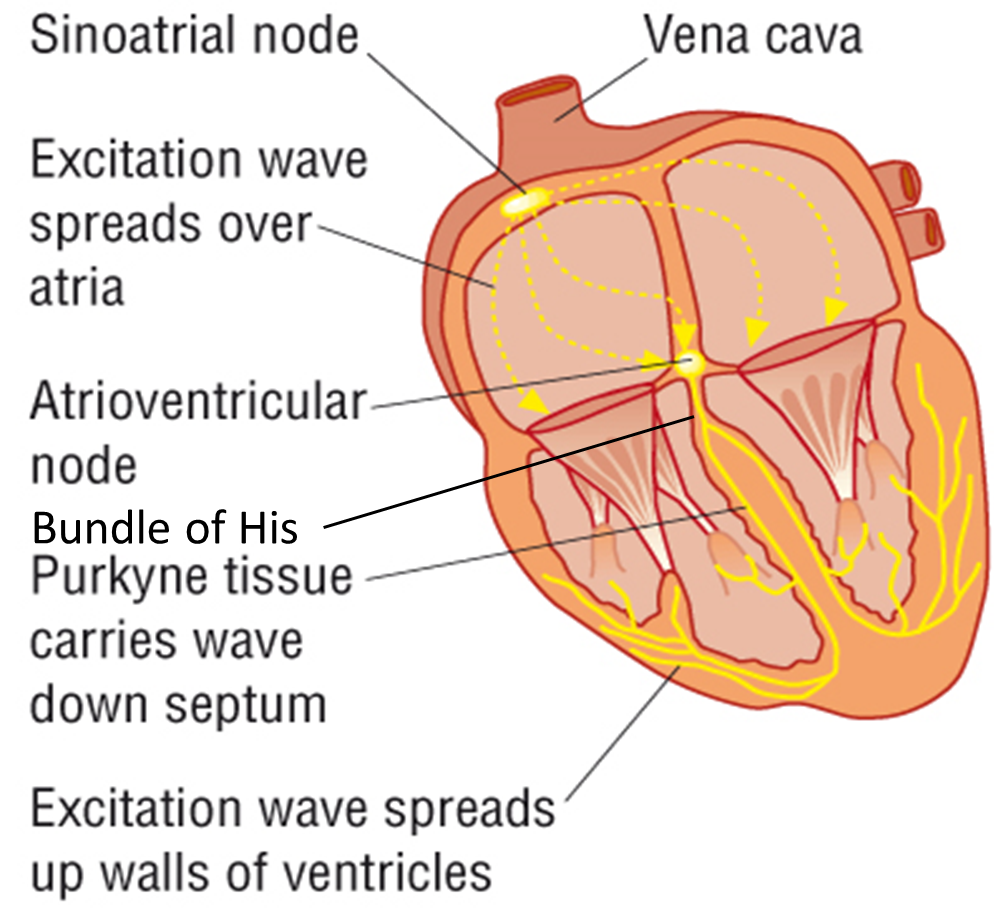 Sinoatrial node
Vena cava
Excitation wave
spreads over
atria
Atrioventricular
node
Bundle of His
Purkyne tissue
carries wave
down septum
Excitation wave spreads
up walls of ventricles